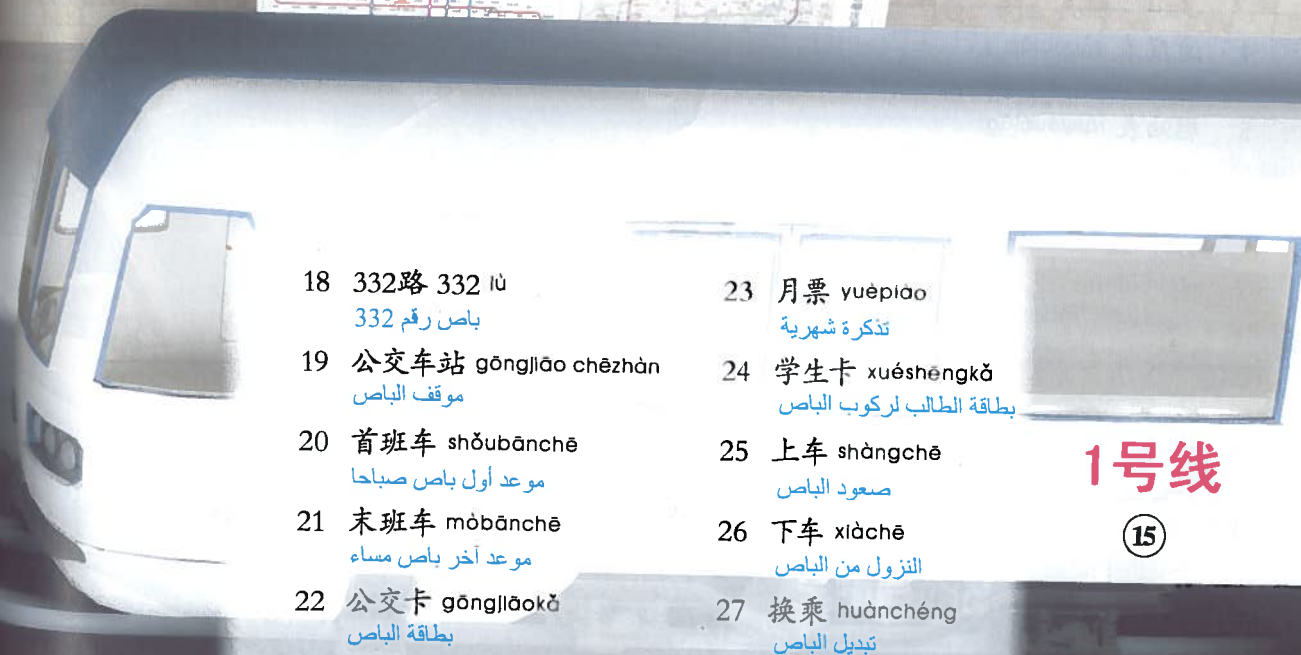 18 332路 332 lù
باص رقم 332
19 公交车站 gōngjiāo chēzhàn
موقف الباص
20 首班车 shǒubānchē
موعد أول باص صباحا
21 末班车 mòbānchē
موعد آخر باص مساء
22 公交卡 gōngjiāokǎ
بطاقة الباص
23 月票 yuèpiào
تذكرة شهرية
24 学生卡 xuéshēngkǎ
بطاقة الطالب لركوب الباص
25 上车 shàngchē
صعود الباص
26 下车 xiàchē
النزول من الباص
27 换乘 huànchéng
تبديل الباص
1号线
15